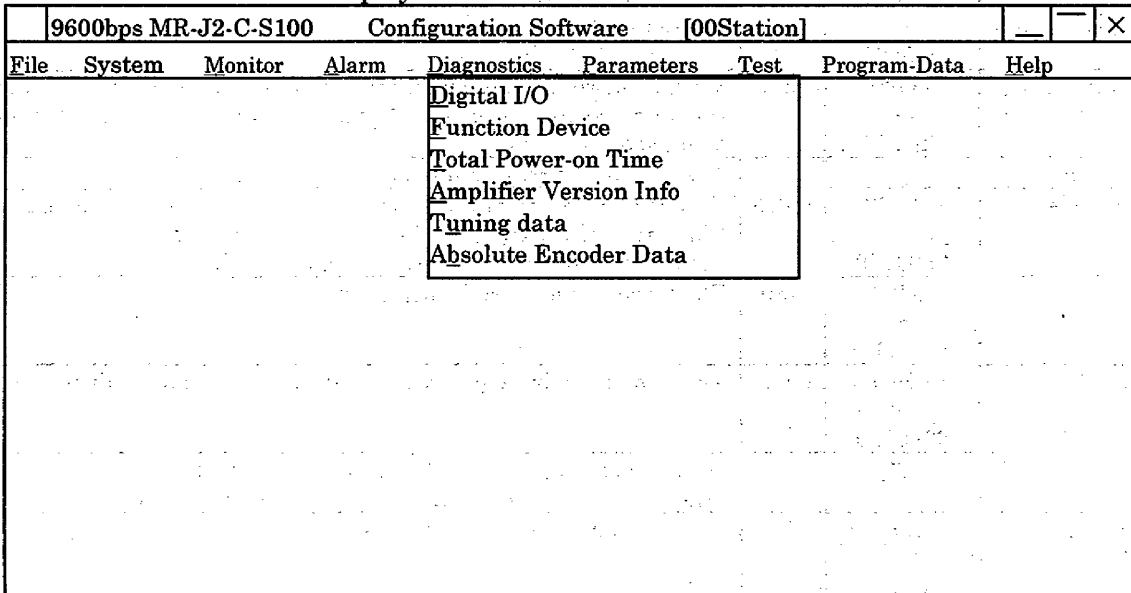 9600bps MR-J2-C-S100 Configuration Software [00Station]
File System Monitor Alarm Diagnostics Parameters Test Program-Data Help
Digital I/O
Function Device
Total Power-on Time
Amplifier Version Info
Tuning data
Absolute Encoder Data